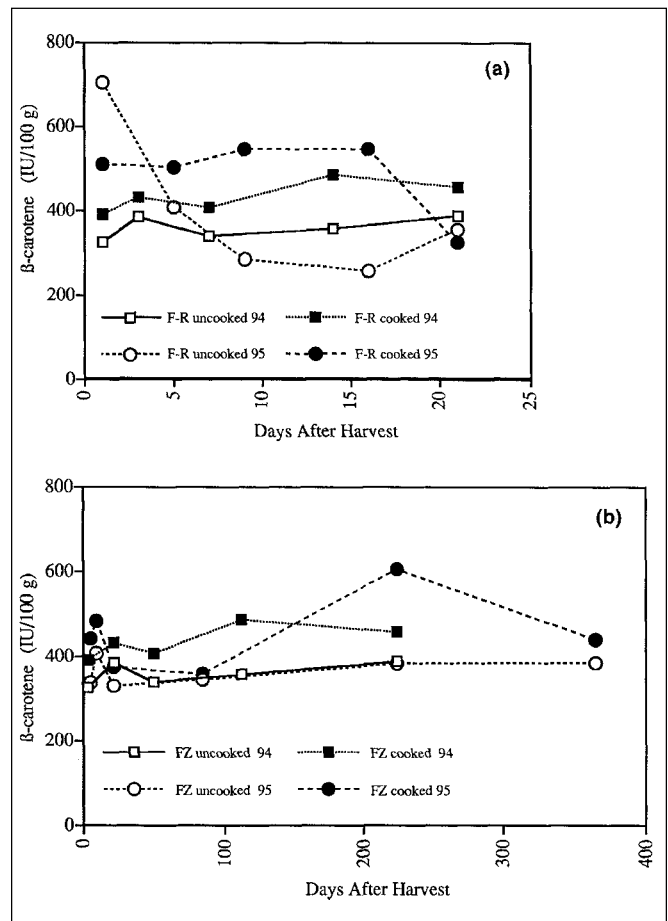 (a)
800
600
400
200
0
ß-carotene (IU/100 g)
F-R uncooked 94
F-R cooked 94
F-R uncooked 95
F-R cooked 95
0
5
10
15
20
25
Days After Harvest
(b)
800
600
400
200
0
ß-carotene (IU/100 g)
FZ uncooked 94
FZ cooked 94
FZ uncooked 95
FZ cooked 95
0
100
200
300
400
Days After Harvest